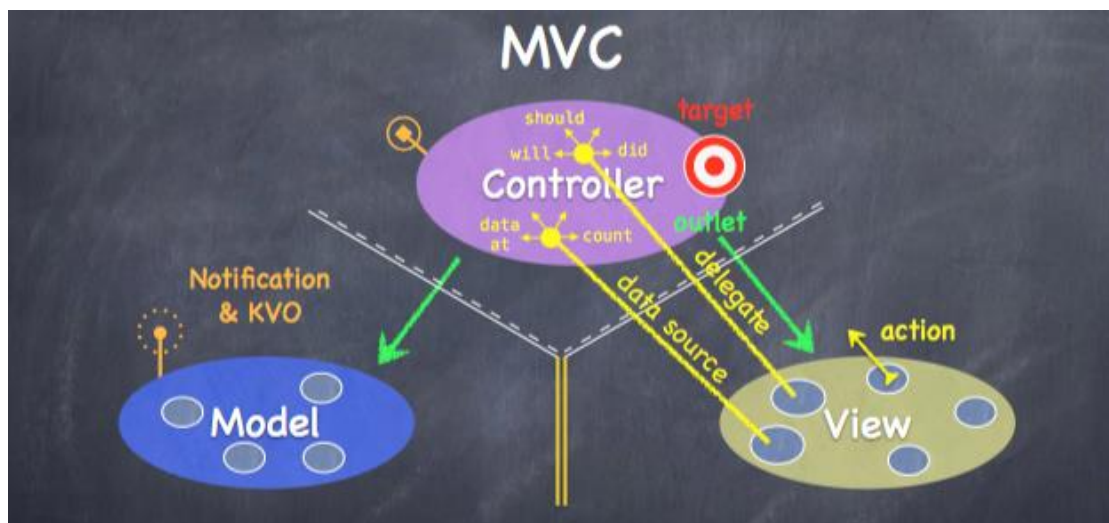 MVC
should
target
will
did
Controller
data
at
count
outlet
delegate
data source
Notification
& KVO
action
Model
View